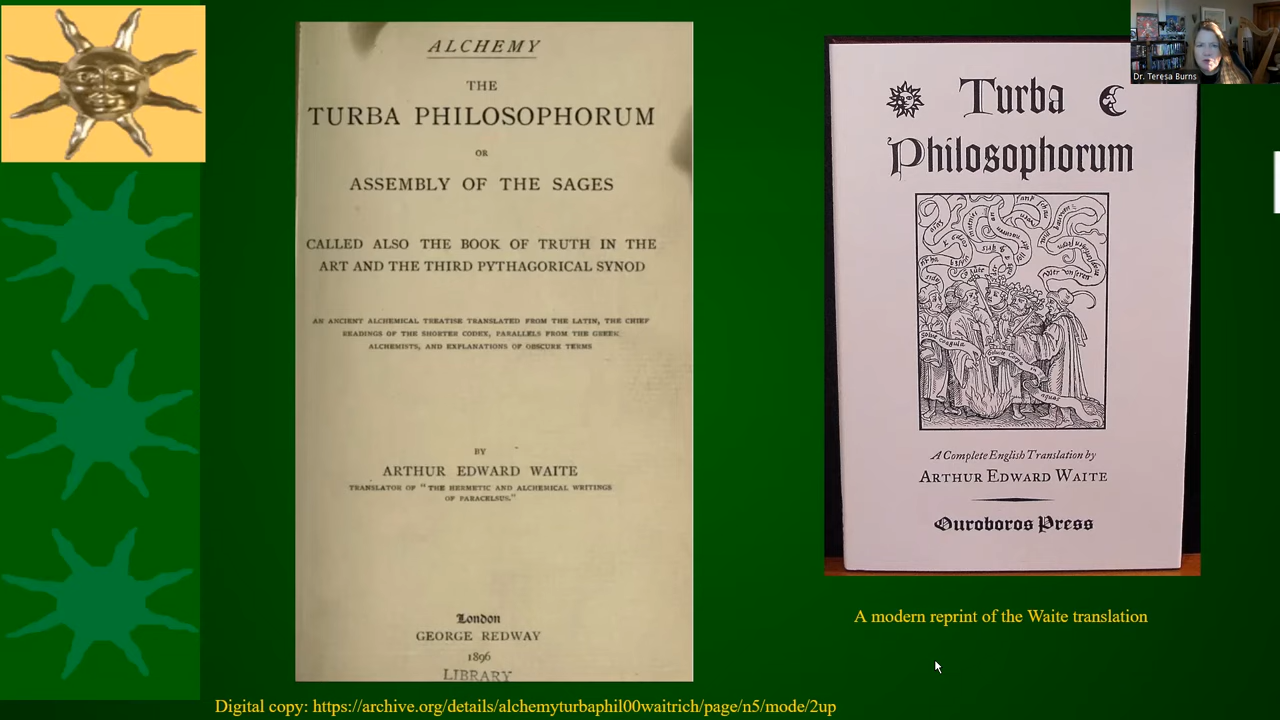 ALCHEMY
THE
TURBA PHILOSOPHORUM
OR
ASSEMBLY OF THE SAGES
CALLED ALSO THE BOOK OF TRUTH IN THE
ART AND THE THIRD PYTHAGORICAL SYNOD
AN ANCIENT ALCHEMICAL TREATISE TRANSLATED FROM THE LATIN, THE CHIEF
READINGS OF THE SHORTER CODEX, PARALLELS FROM THE GREEK
ALCHEMISTS, AND EXPLANATIONS OF OBSCURE TERMS
BY
ARTHUR EDWARD WAITE
TRANSLATOR OF "THE HERMETIC AND ALCHEMICAL WRITINGS
OF PARACELSUS."
London
GEORGE REDWAY
1896
LIBRARY
Turba
Philosophorum
A Complete English Translation by
ARTHUR EDWARD WAITE
Ouroboros Press
Dr. Teresa Burns
A modern reprint of the Waite translation
Digital copy: https://archive.org/details/alchemyturbaphil00waitrich/page/n5/mode/2up